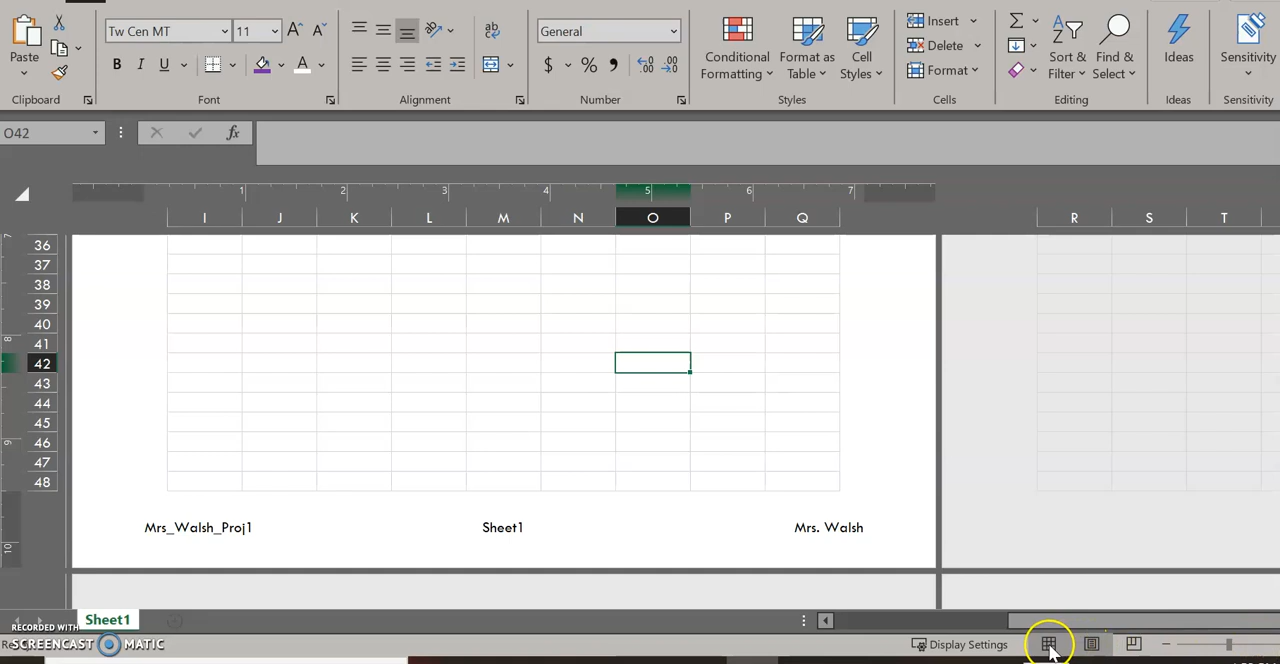 Tw Cen MT 11 General Insert
Paste Conditional Format as Cell Delete Sort & Find & Ideas Sensitivity
B I U $ % Formatting Table Styles Format Filter Select
Clipboard Font Alignment Number Styles Cells Editing Ideas Sensitivity
O42 fx
1 2 3 4 5 6 7
I J K L M N O P Q R S T
7
36
37
38
39
40
8
41
42
43
44
45
9
46
47
48
Mrs_Walsh_Proj1 Sheet1 Mrs. Walsh
10
Sheet1
RECORDED WITH
SCREENCAST MATIC Display Settings